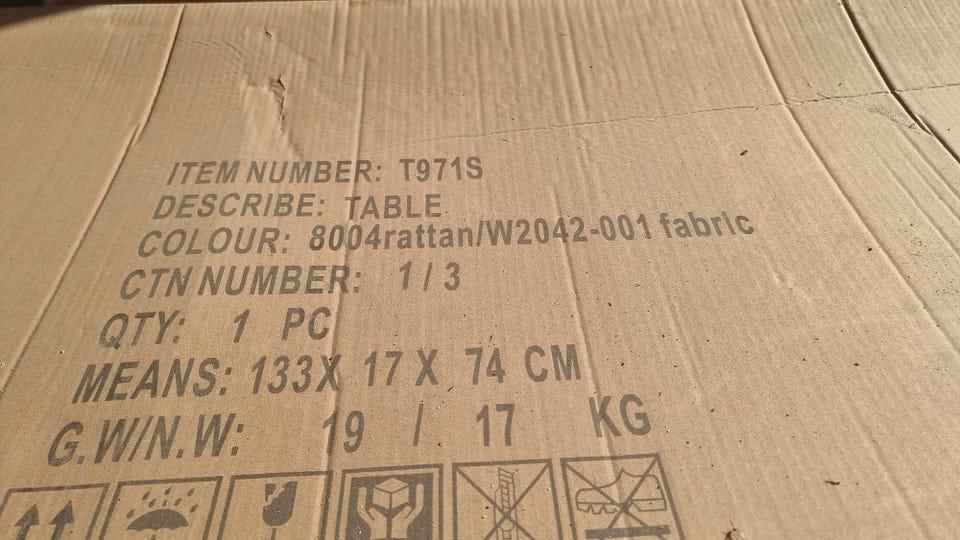 ITEM NUMBER: T971S
DESCRIBE: TABLE
COLOUR: 8004rattan/W2042-001 fabric
CTN NUMBER: 1 / 3
QTY: 1 PC
MEANS: 133X 17 X 74 CM
G.W/N.W: 19 / 17 KG